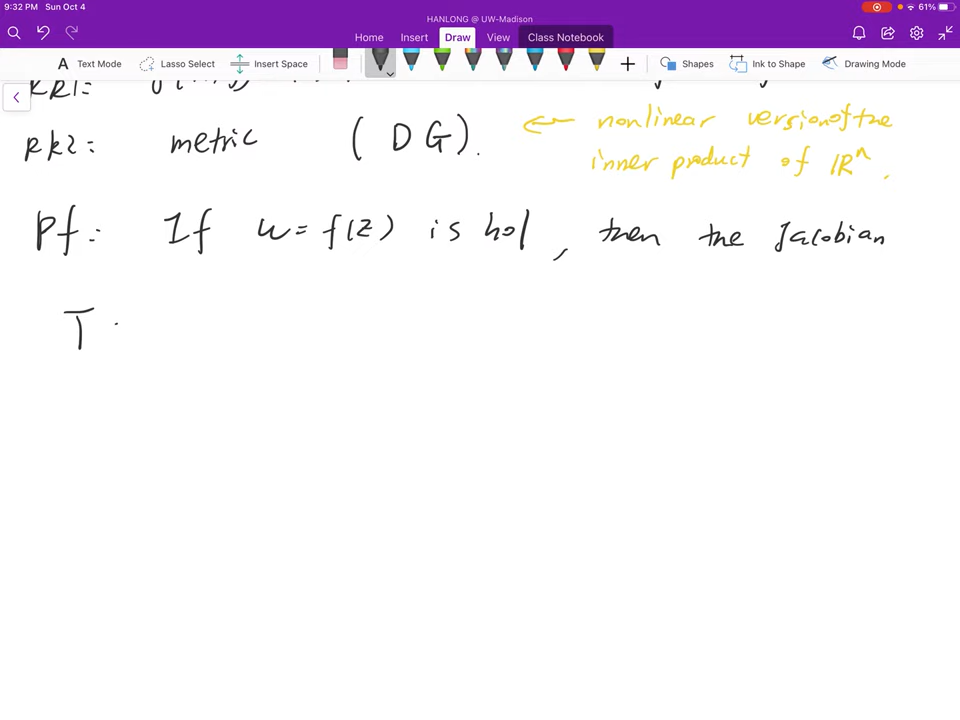 9:32 PM Sun Oct 4
61%
HANLONG @ UW-Madison
Home Insert Draw View Class Notebook
Text Mode Lasso Select Insert Space Shapes Ink to Shape Drawing Mode
RK2: metric (DG). ← nonlinear version of the
inner product of IRⁿ.
Pf: If w = f(z) is hol, then the Jacobian
T